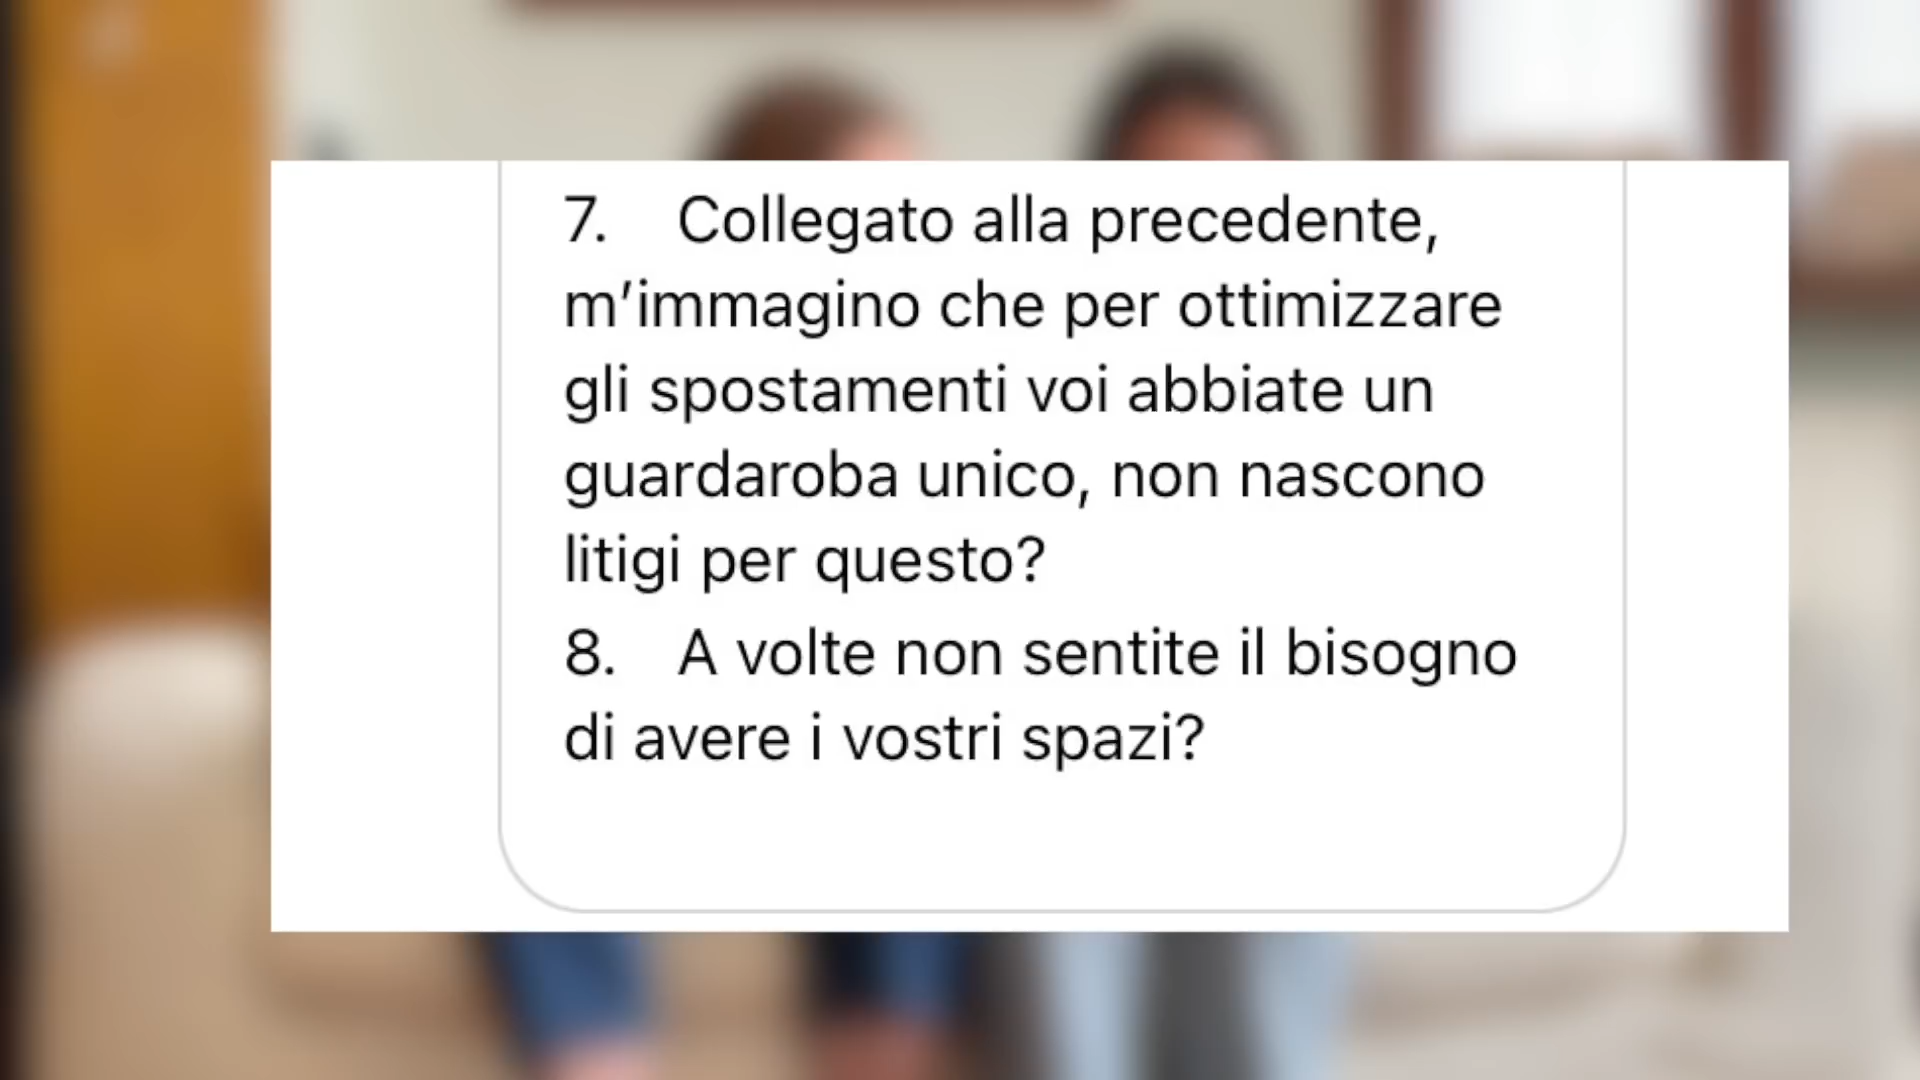 7. Collegato alla precedente,
m'immagino che per ottimizzare
gli spostamenti voi abbiate un
guardaroba unico, non nascono
litigi per questo?
8. A volte non sentite il bisogno
di avere i vostri spazi?